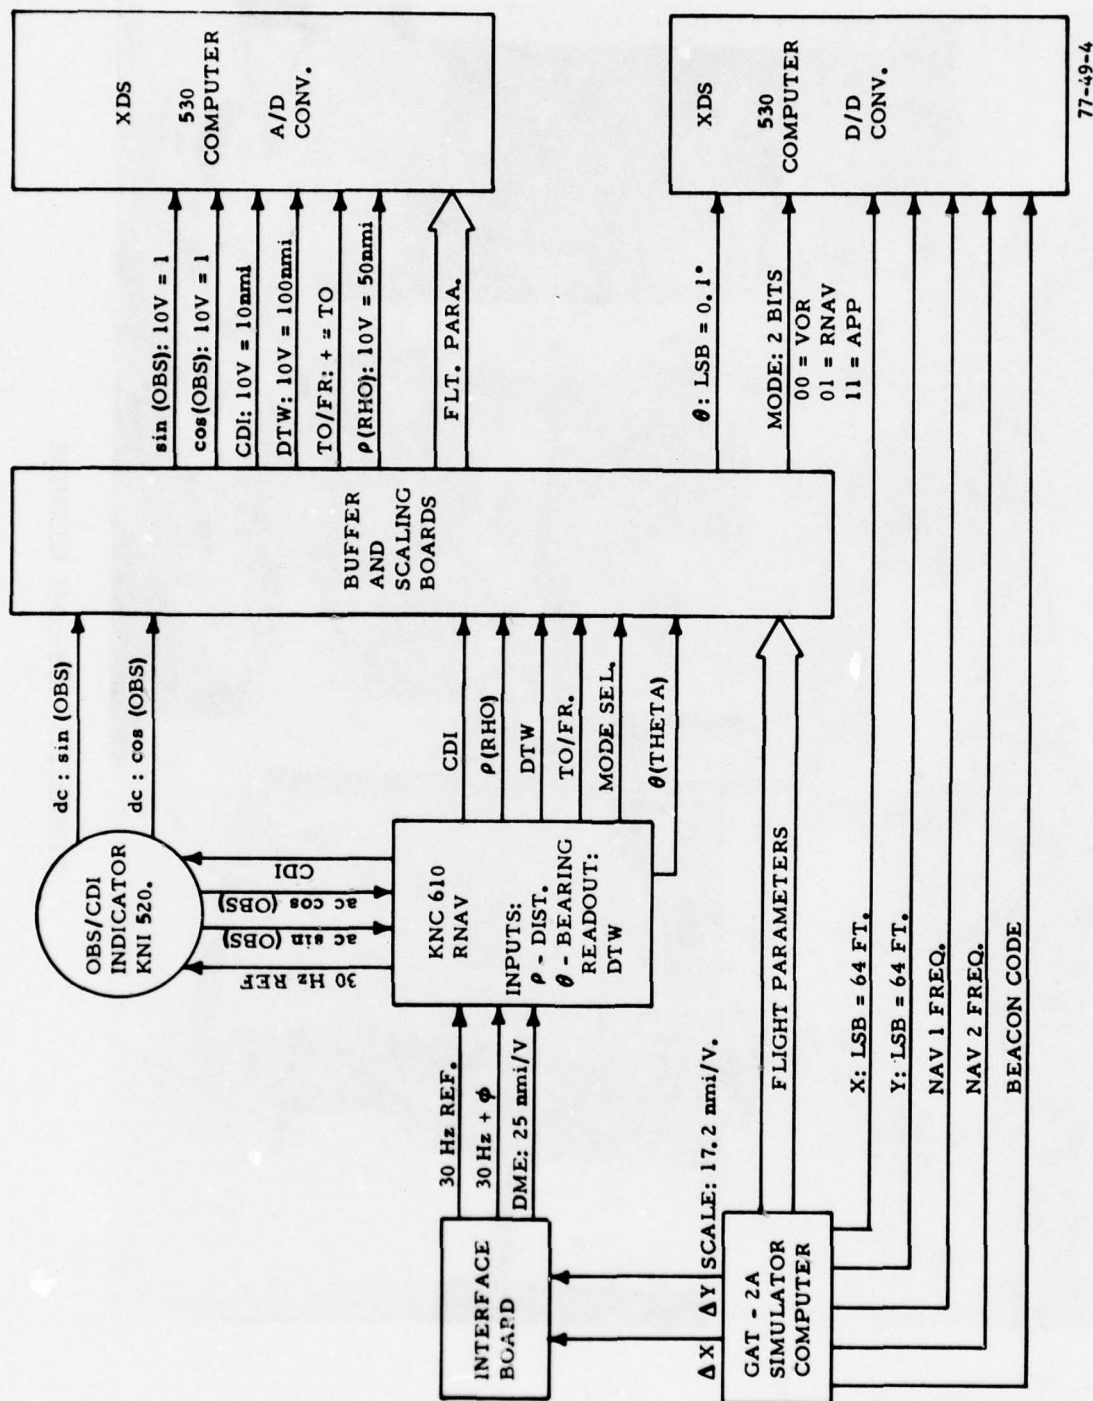 OBS/CDI
INDICATOR
KNI 520.
dc : sin (OBS)
dc : cos (OBS)
30 Hz REF
ac sin (OBS)
ac cos (OBS)
CDI
INTERFACE
BOARD
30 Hz REF.
30 Hz + ϕ
DME: 25 nmi/V
KNC 610
RNAV
INPUTS:
ρ - DIST.
θ - BEARING
READOUT:
DTW
CDI
ρ(RHO)
DTW
TO/FR.
MODE SEL.
θ(THETA)
BUFFER
AND
SCALING
BOARDS
sin (OBS): 10V = 1
cos(OBS): 10V = 1
CDI: 10V = 10nmi
DTW: 10V = 100nmi
TO/FR: + = TO
ρ(RHO): 10V = 50nmi
FLT. PARA.
XDS
530
COMPUTER
A/D
CONV.
ΔX
ΔY SCALE: 17.2 nmi/V.
GAT - 2A
SIMULATOR
COMPUTER
FLIGHT PARAMETERS
X: LSB = 64 FT.
Y: LSB = 64 FT.
NAV 1 FREQ.
NAV 2 FREQ.
BEACON CODE
θ: LSB = 0.1°
MODE: 2 BITS
00 = VOR
01 = RNAV
11 = APP
XDS
530
COMPUTER
D/D
CONV.
77-49-4